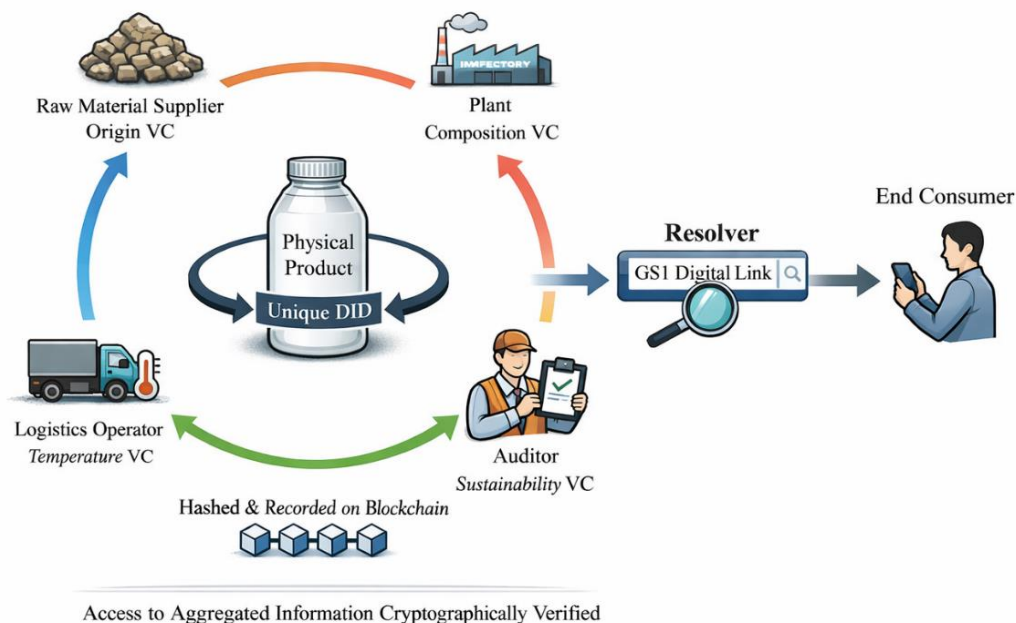 IMMFECTORY
Raw Material Supplier
Origin VC
Plant
Composition VC
Physical
Product
Unique DID
Resolver
GS1 Digital Link
End Consumer
Logistics Operator
Temperature VC
Auditor
Sustainability VC
Hashed & Recorded on Blockchain
Access to Aggregated Information Cryptographically Verified